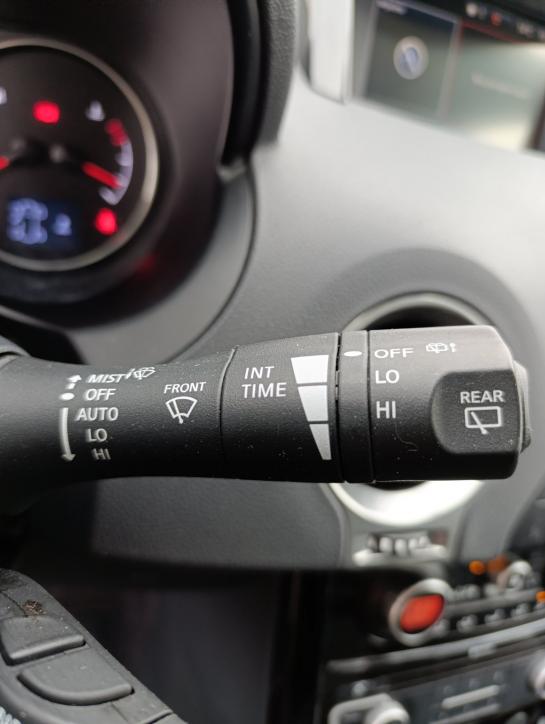 MIST
OFF
AUTO
LO
HI
FRONT
INT
TIME
OFF
LO
HI
REAR